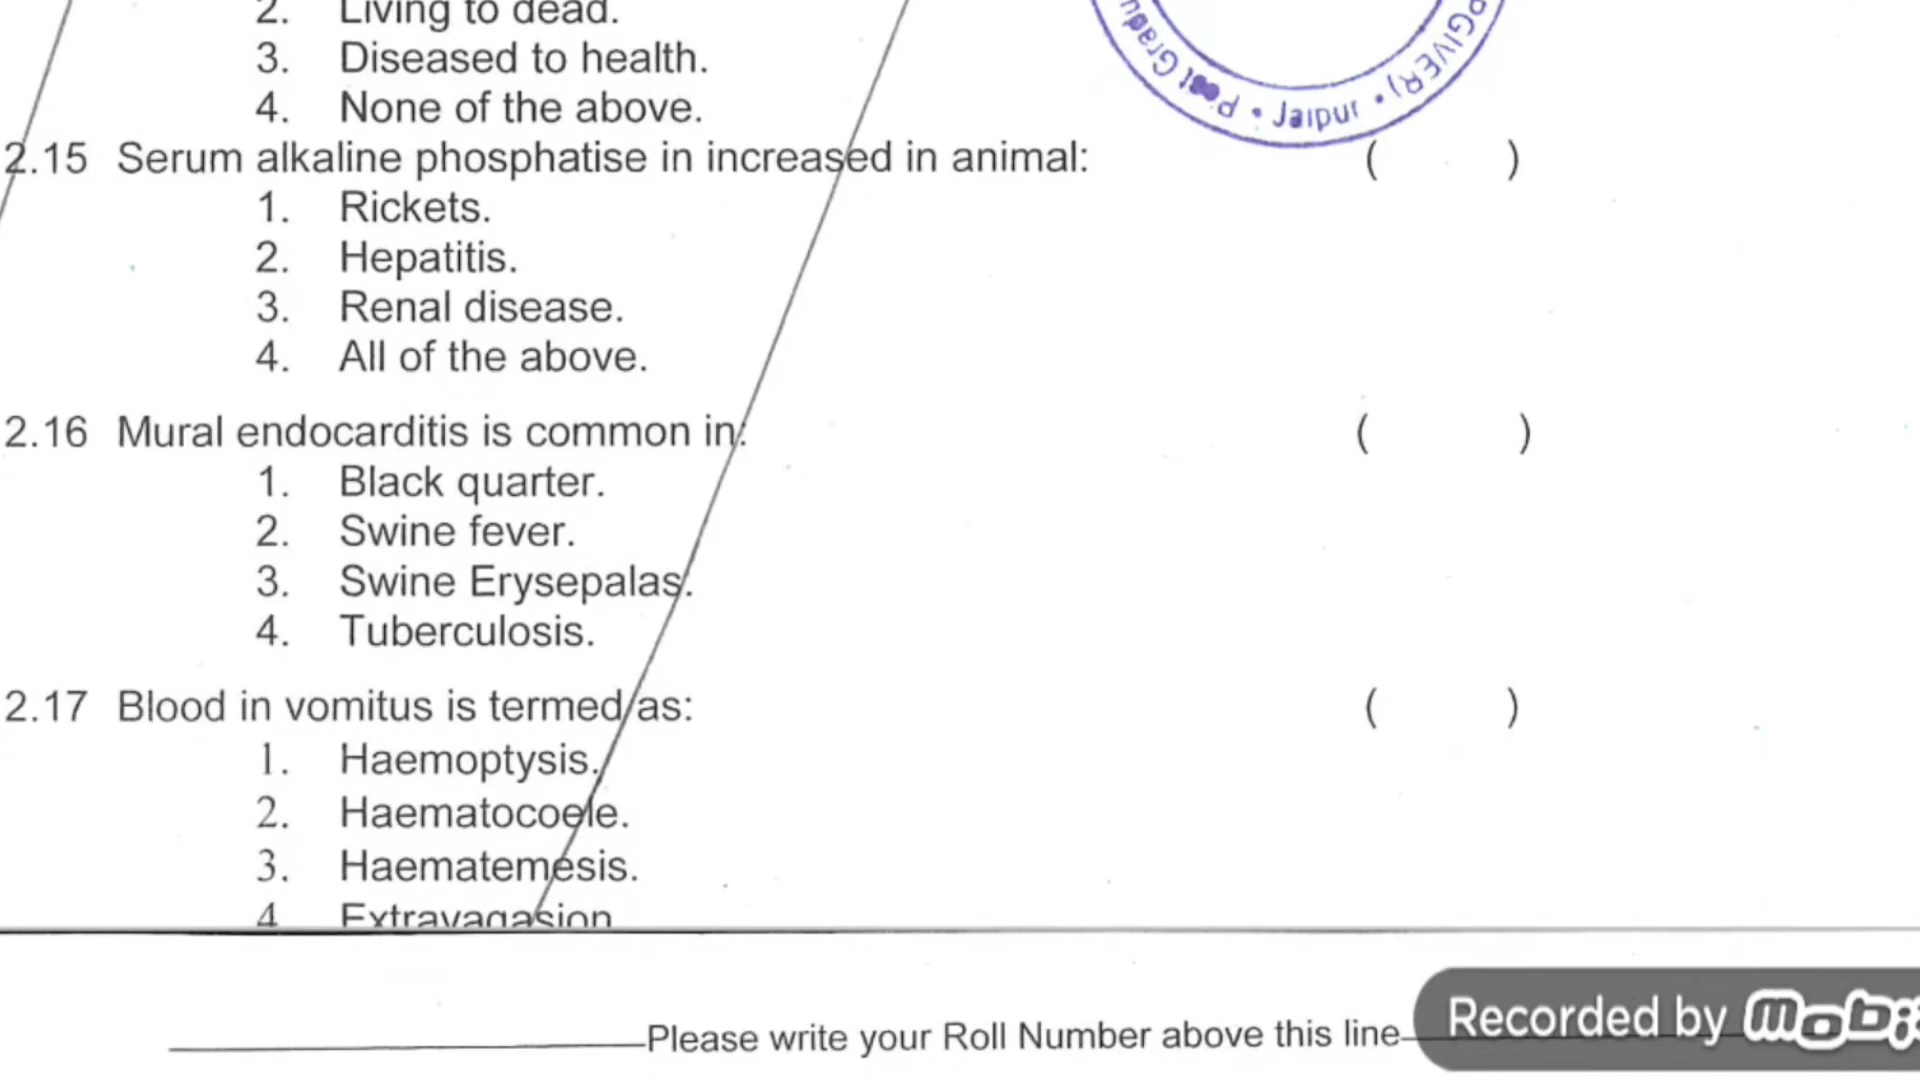 2. Living to dead.
3. Diseased to health.
4. None of the above.
Post Gradu
• Jaipur •
PGIVER)
2.15 Serum alkaline phosphatise in increased in animal: ( )
1. Rickets.
2. Hepatitis.
3. Renal disease.
4. All of the above.
2.16 Mural endocarditis is common in: ( )
1. Black quarter.
2. Swine fever.
3. Swine Erysepalas.
4. Tuberculosis.
2.17 Blood in vomitus is termed as: ( )
1. Haemoptysis.
2. Haematocoele.
3. Haematemesis.
4 Extravagasion
Please write your Roll Number above this line
Recorded by